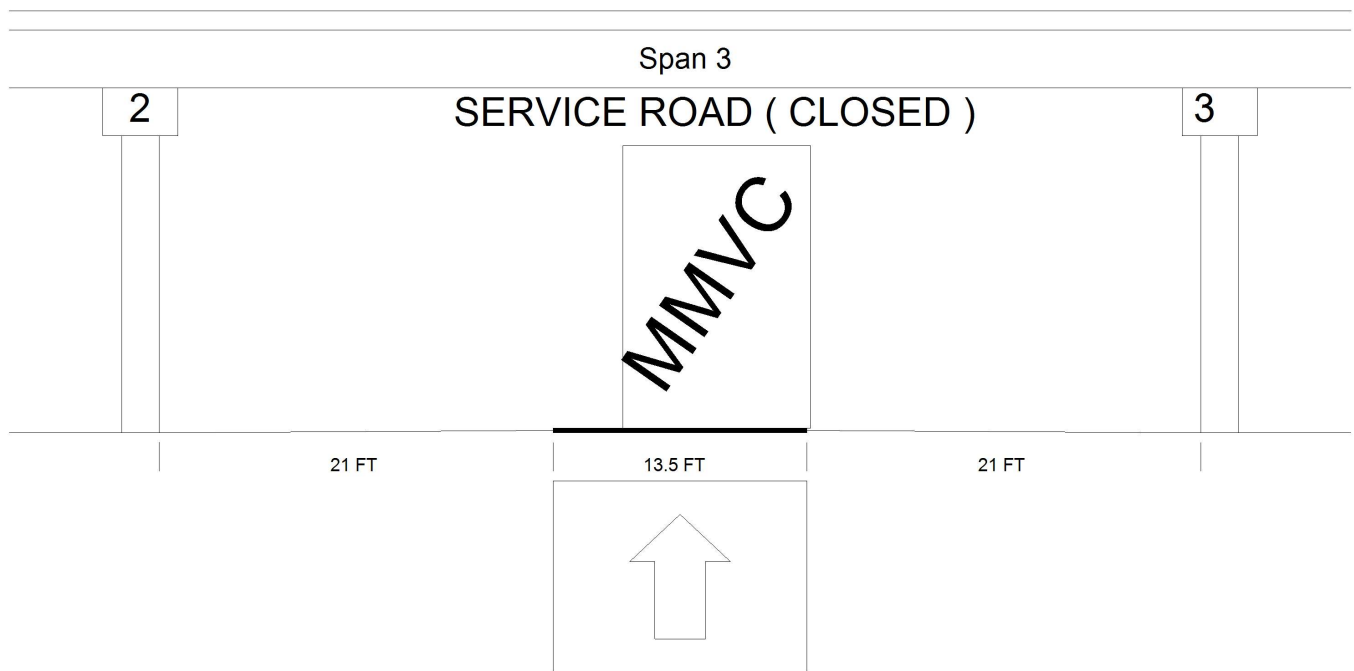 Span 3
2
SERVICE ROAD ( CLOSED )
3
MMVC
21 FT
13.5 FT
21 FT